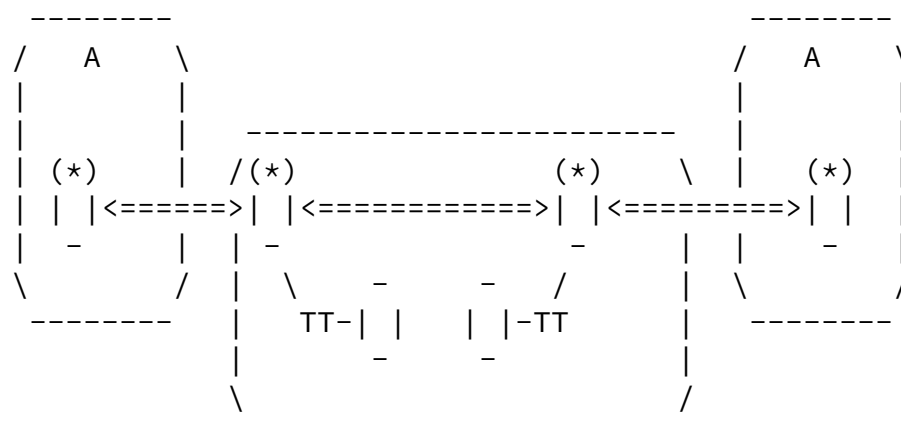 A A
(*) (*) (*) (*)
| |<======>| |<============>| |<=========>| |
TT-| | | |-TT